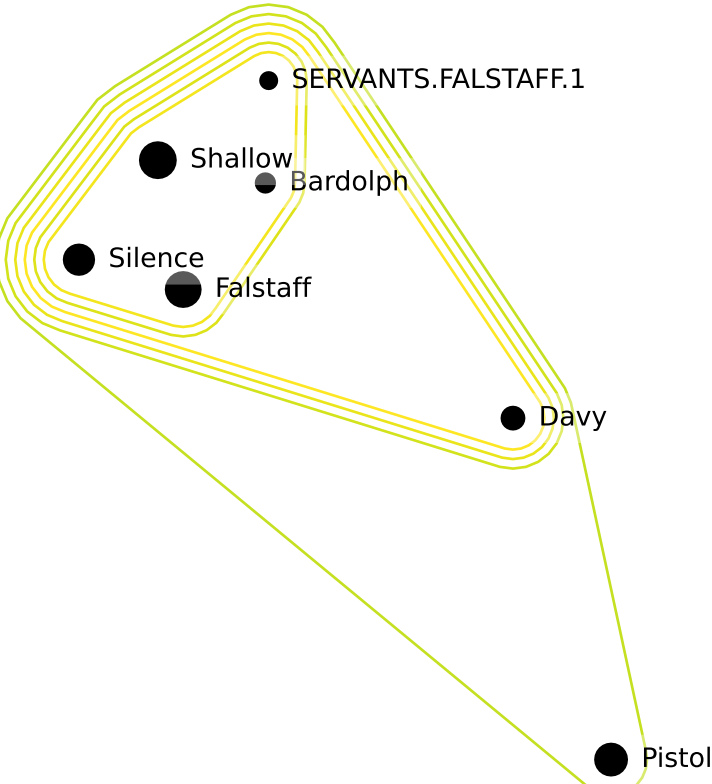 SERVANTS.FALSTAFF.1
Shallow
Bardolph
Silence
Falstaff
Davy
Pistol